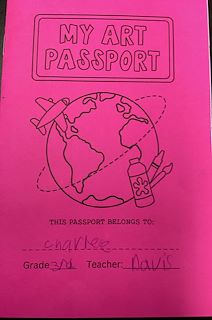 MY ART
PASSPORT
THIS PASSPORT BELONGS TO:
Charlee
Grade 3rd Teacher: Davis